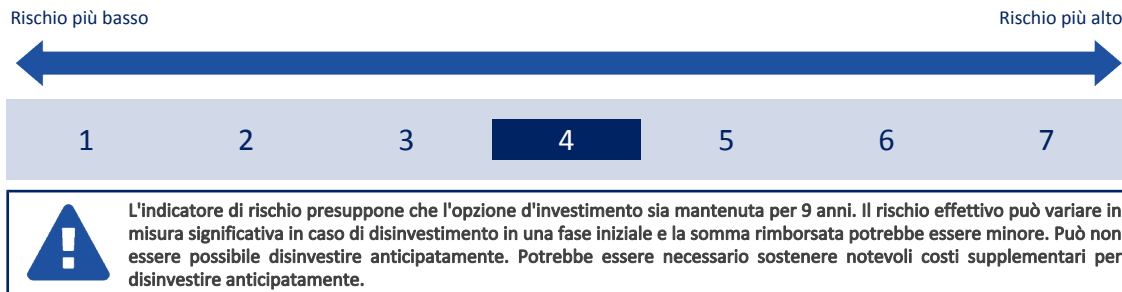 Rischio più basso Rischio più alto
1 2 3 4 5 6 7
L'indicatore di rischio presuppone che l'opzione d'investimento sia mantenuta per 9 anni. Il rischio effettivo può variare in
misura significativa in caso di disinvestimento in una fase iniziale e la somma rimborsata potrebbe essere minore. Può non
essere possibile disinvestire anticipatamente. Potrebbe essere necessario sostenere notevoli costi supplementari per
disinvestire anticipatamente.